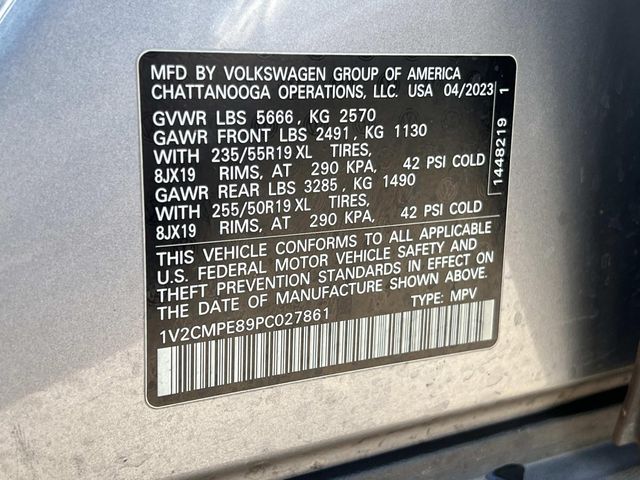 MFD BY VOLKSWAGEN GROUP OF AMERICA
CHATTANOOGA OPERATIONS, LLC. USA 04/2023
GVWR LBS 5666, KG 2570
GAWR FRONT LBS 2491, KG 1130
WITH 235/55R19 XL TIRES,
8JX19 RIMS, AT 290 KPA, 42 PSI COLD
GAWR REAR LBS 3285, KG 1490
WITH 255/50R19 XL TIRES,
8JX19 RIMS, AT 290 KPA, 42 PSI COLD
THIS VEHICLE CONFORMS TO ALL APPLICABLE
U.S. FEDERAL MOTOR VEHICLE SAFETY AND
THEFT PREVENTION STANDARDS IN EFFECT ON
THE DATE OF MANUFACTURE SHOWN ABOVE.
1V2CMPE89PC027861 TYPE: MPV
1448219 1